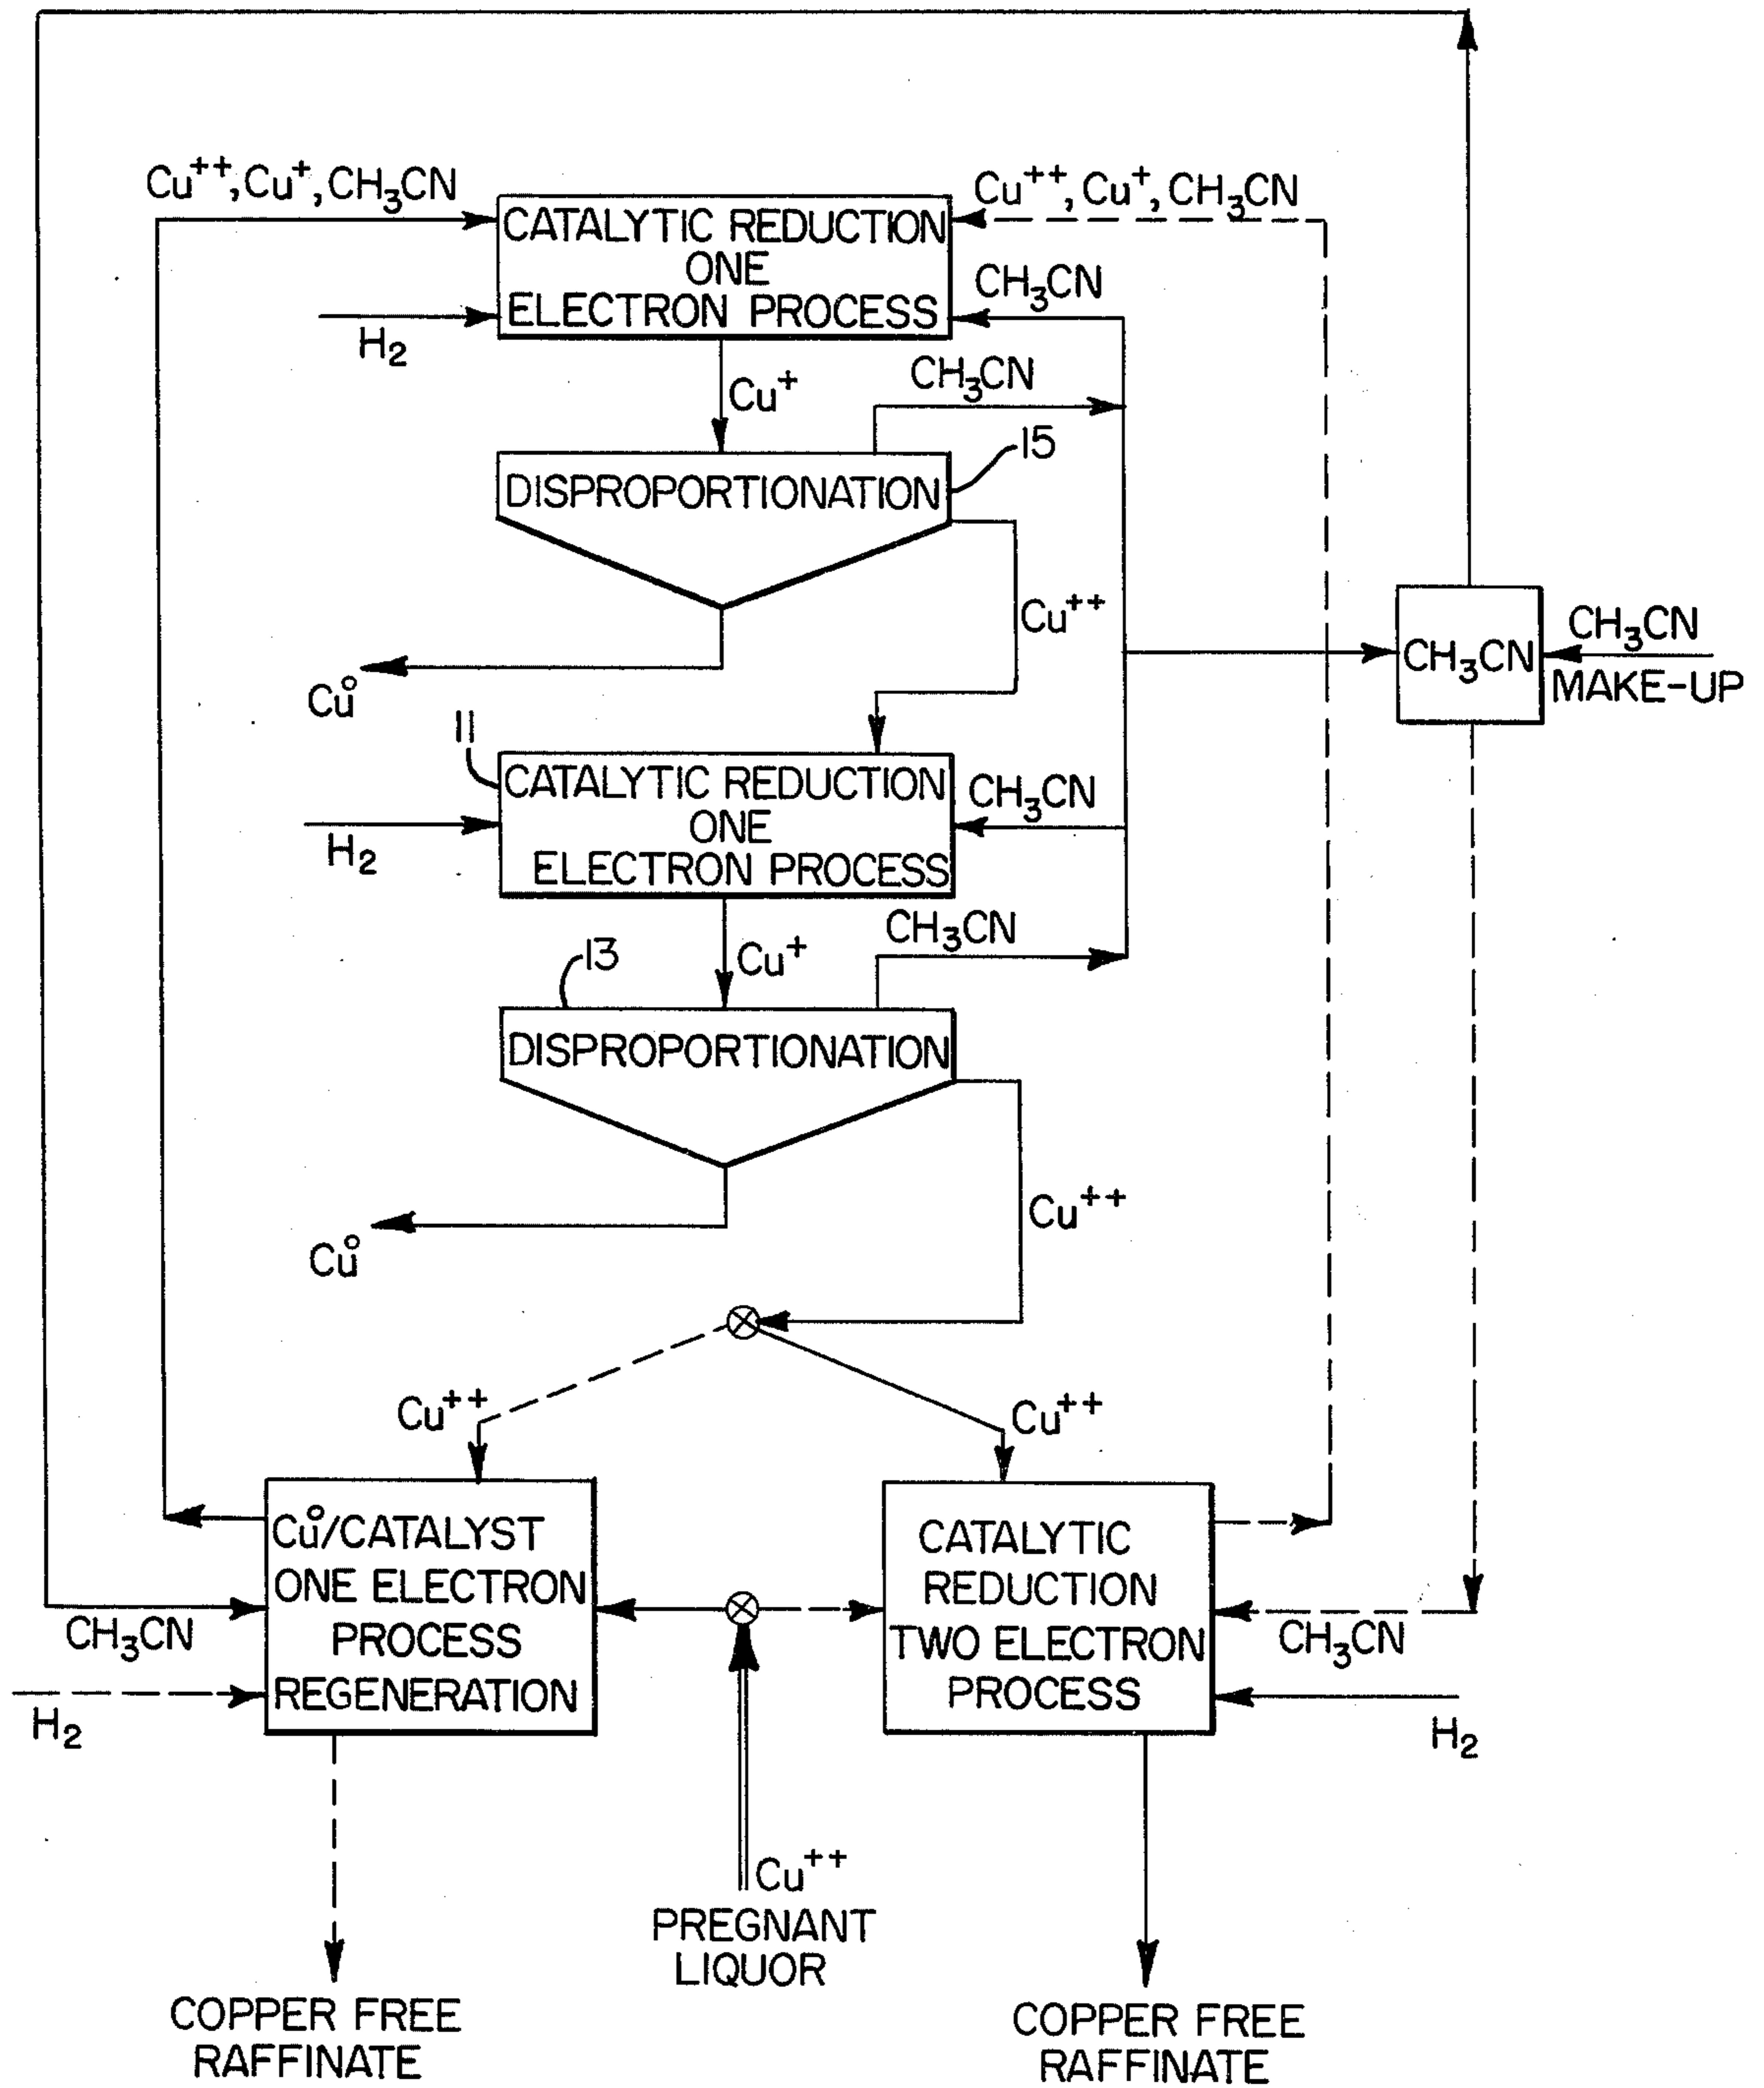 Cu++, Cu+, CH3CN
Cu++, Cu+, CH3CN
CATALYTIC REDUCTION
ONE
ELECTRON PROCESS
CH3CN
H2
Cu+
CH3CN
15
DISPROPORTIONATION
Cu++
CH3CN
CH3CN
MAKE-UP
Cu°
11
CATALYTIC REDUCTION
ONE
ELECTRON PROCESS
CH3CN
H2
Cu+
CH3CN
13
DISPROPORTIONATION
Cu++
Cu°
Cu++
Cu++
Cu°/CATALYST
ONE ELECTRON
PROCESS
REGENERATION
CATALYTIC
REDUCTION
TWO ELECTRON
PROCESS
CH3CN
CH3CN
H2
H2
Cu++
PREGNANT
LIQUOR
COPPER FREE
RAFFINATE
COPPER FREE
RAFFINATE